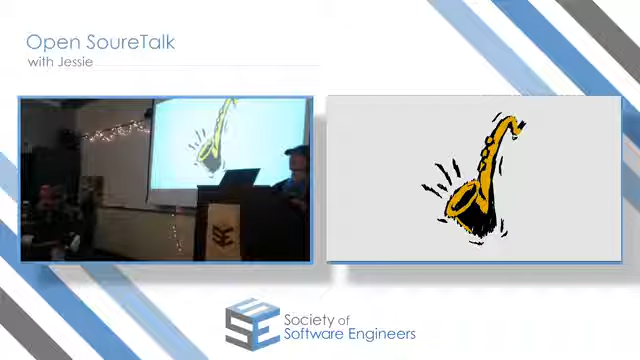 Open SoureTalk
with Jessie
Society of
Software Engineers